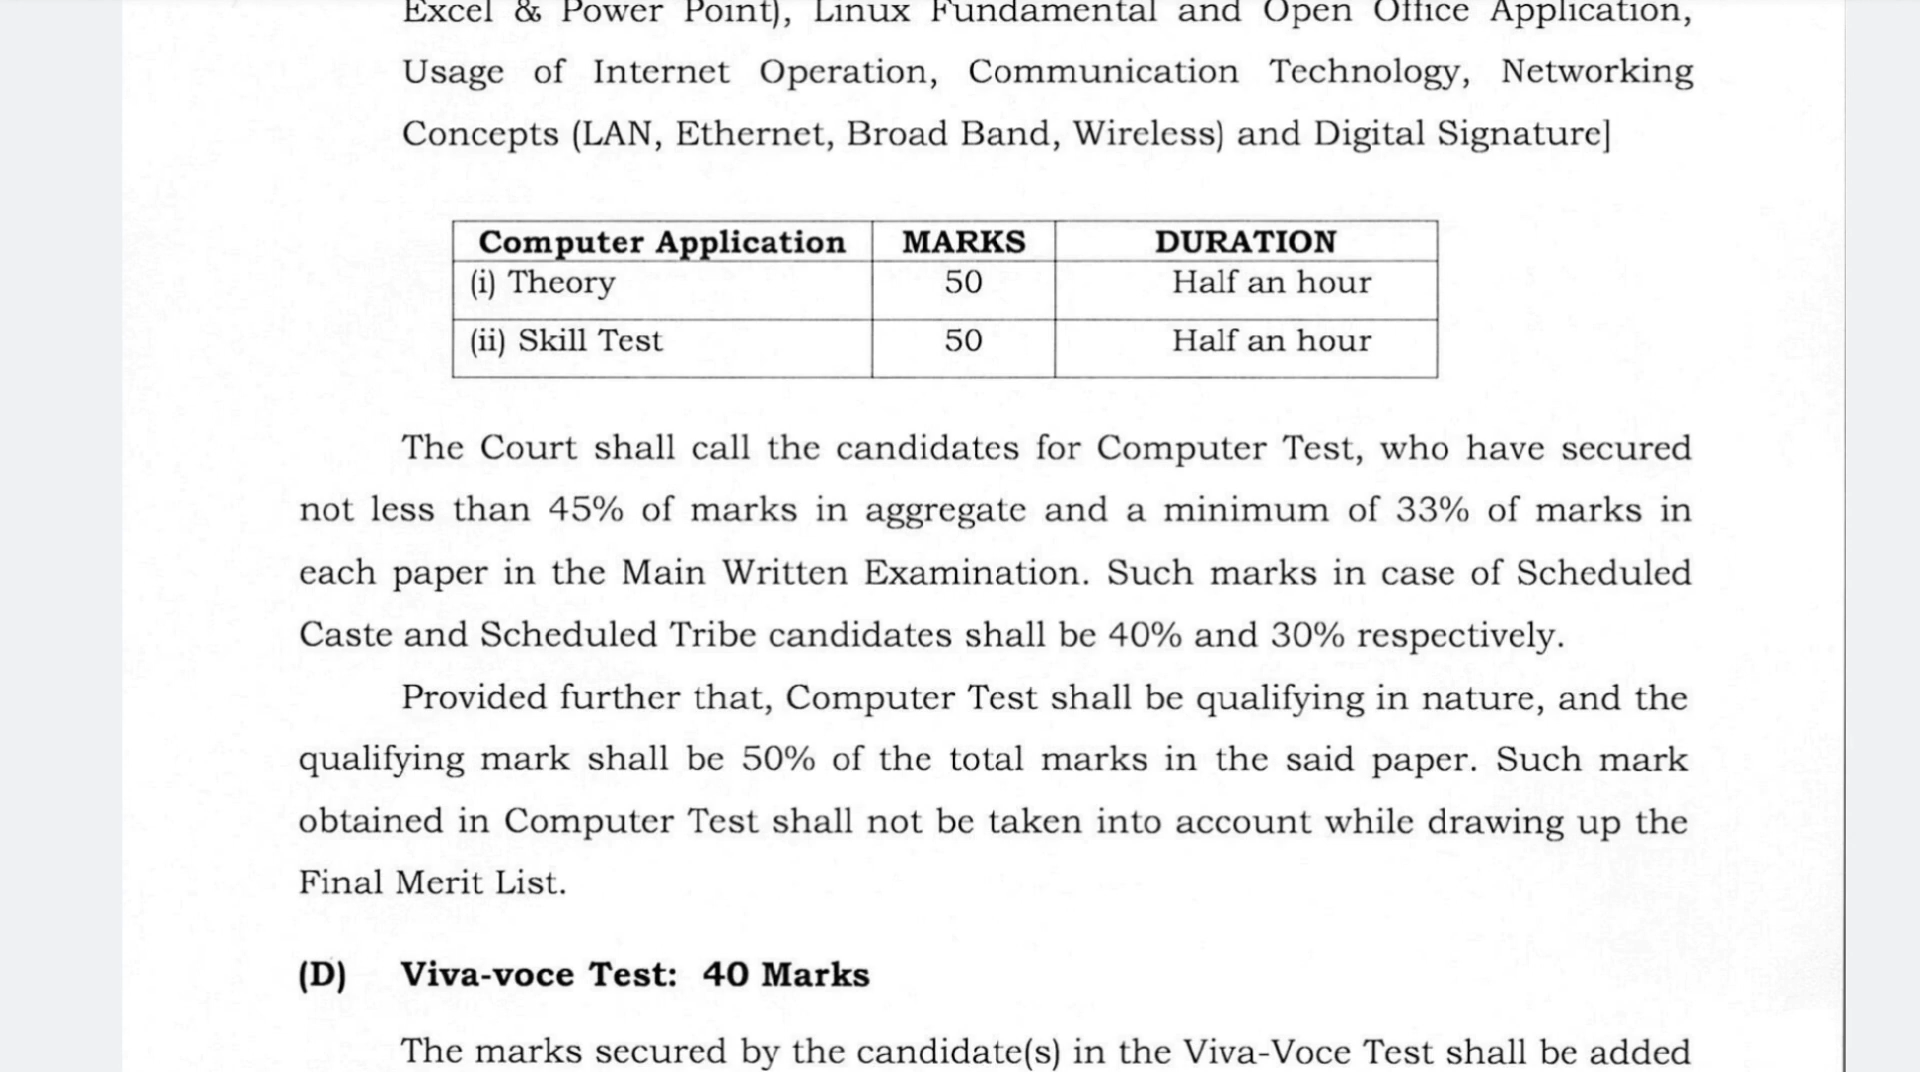 Excel & Power Point), Linux Fundamental and Open Office Application,
Usage of Internet Operation, Communication Technology, Networking
Concepts (LAN, Ethernet, Broad Band, Wireless) and Digital Signature]
Computer Application MARKS DURATION
(i) Theory 50 Half an hour
(ii) Skill Test 50 Half an hour
The Court shall call the candidates for Computer Test, who have secured
not less than 45% of marks in aggregate and a minimum of 33% of marks in
each paper in the Main Written Examination. Such marks in case of Scheduled
Caste and Scheduled Tribe candidates shall be 40% and 30% respectively.
Provided further that, Computer Test shall be qualifying in nature, and the
qualifying mark shall be 50% of the total marks in the said paper. Such mark
obtained in Computer Test shall not be taken into account while drawing up the
Final Merit List.
(D) Viva-voce Test: 40 Marks
The marks secured by the candidate(s) in the Viva-Voce Test shall be added